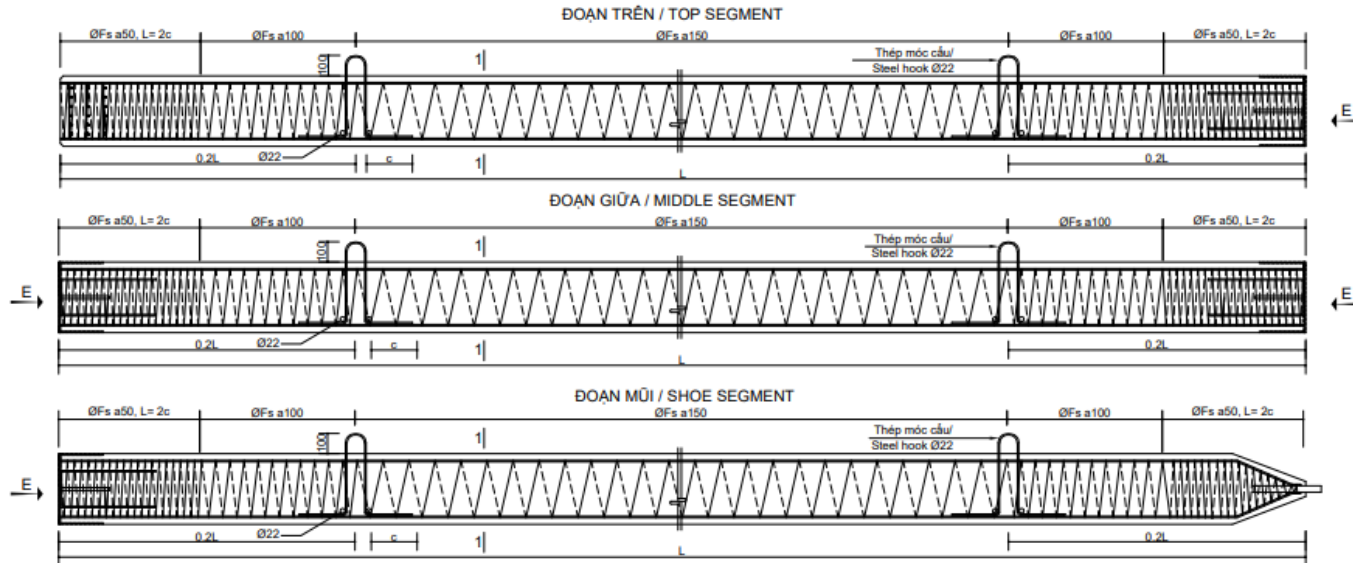 ĐOẠN TRÊN / TOP SEGMENT
ØFs a50, L= 2c ØFs a100 ØFs a150 ØFs a100 ØFs a50, L= 2c
100 1 Thép móc cẩu/
Steel hook Ø22
E
0.2L Ø22 c 1 0.2L
L
ĐOẠN GIỮA / MIDDLE SEGMENT
ØFs a50, L= 2c ØFs a100 ØFs a150 ØFs a100 ØFs a50, L= 2c
100 1 Thép móc cẩu/
Steel hook Ø22
E E
0.2L Ø22 c 1 0.2L
L
ĐOẠN MŨI / SHOE SEGMENT
ØFs a50, L= 2c ØFs a100 ØFs a150 ØFs a100 ØFs a50, L= 2c
100 1 Thép móc cẩu/
Steel hook Ø22
E
0.2L Ø22 c 1 0.2L
L